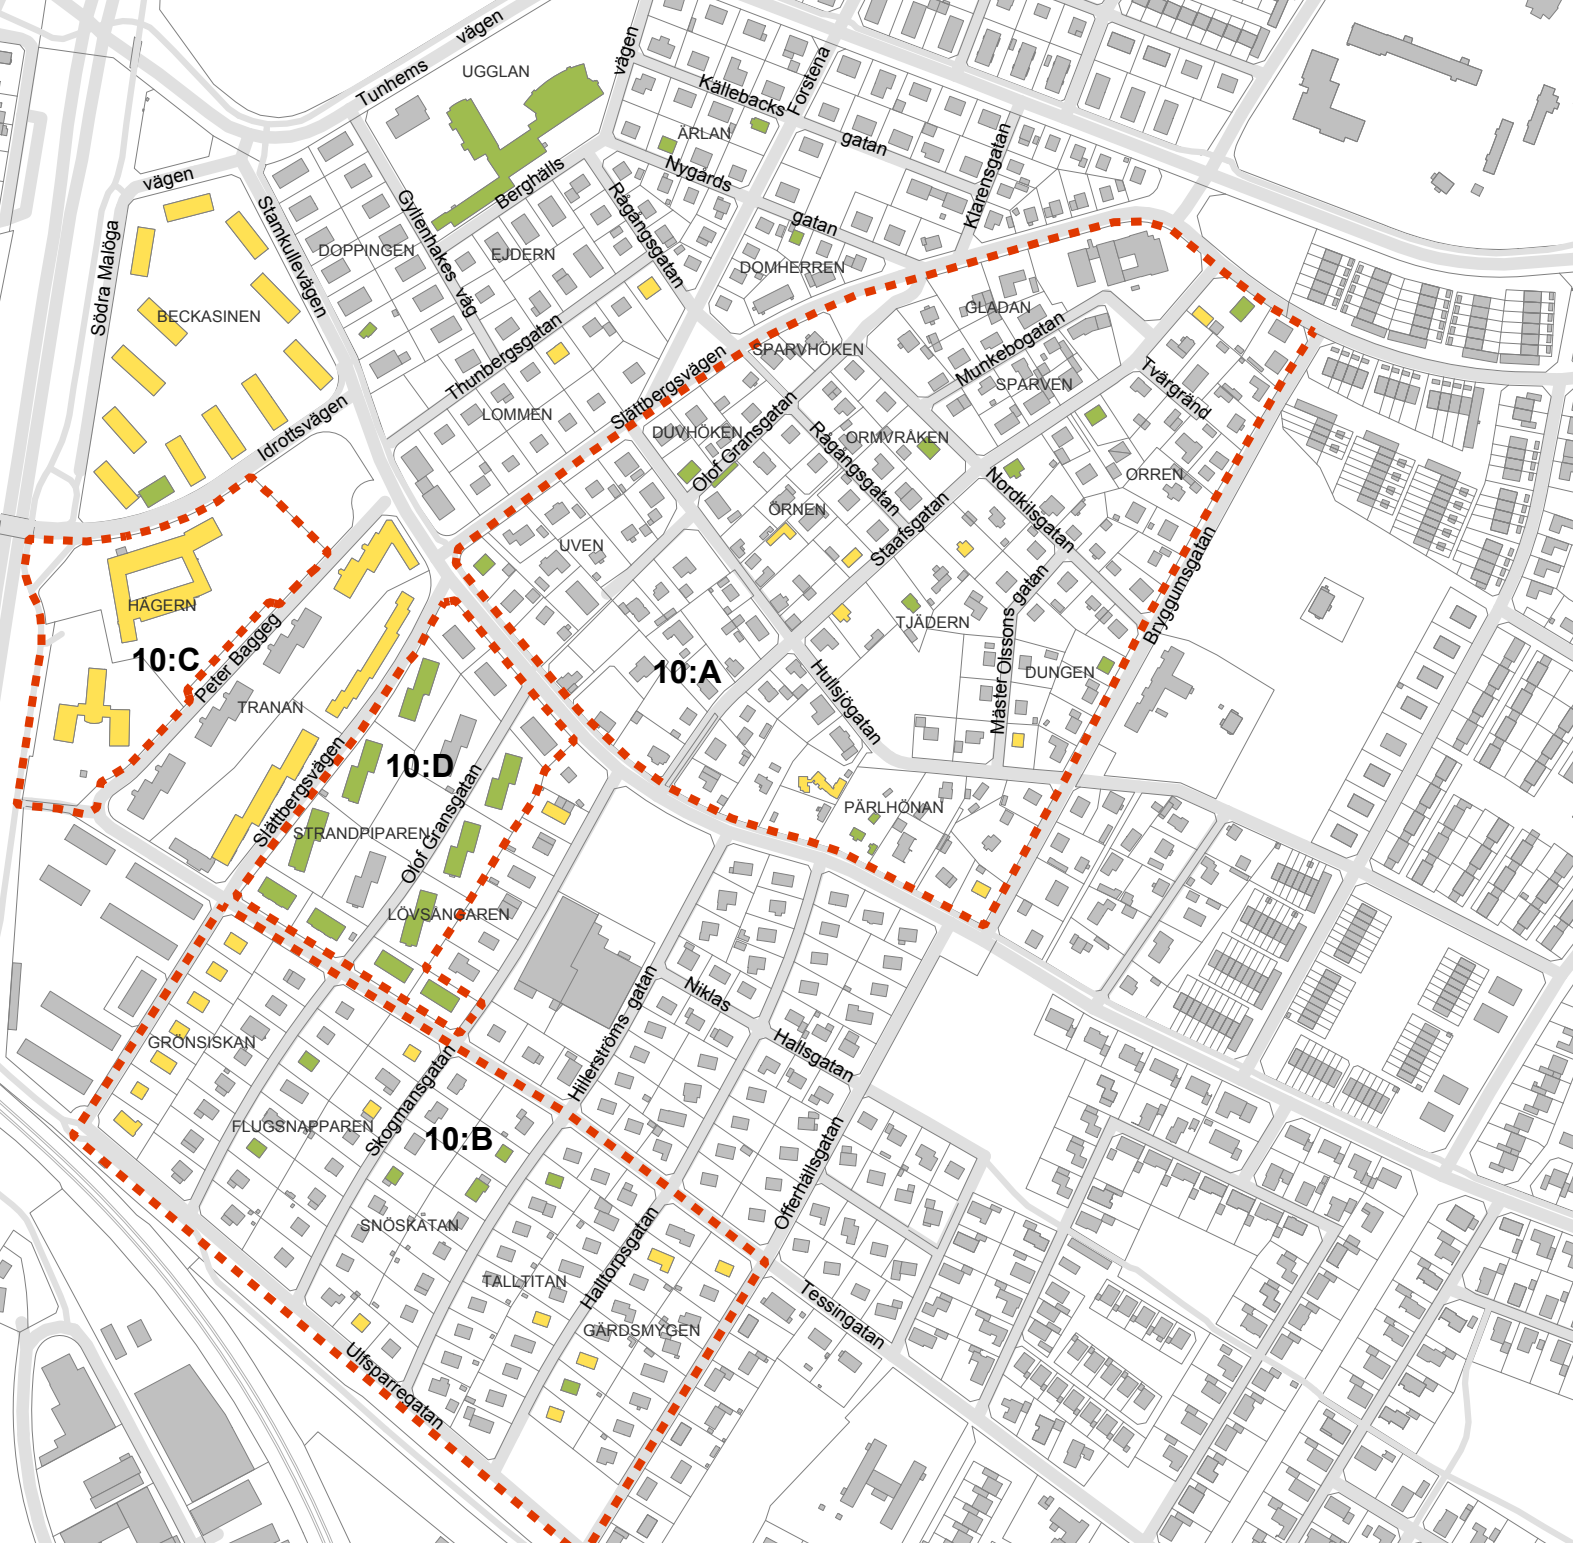 Tunhems
vägen
UGGLAN
vägen
Källebacks
gatan
Forstena
ÄRLAN
Nygårds
gatan
Klarensgatan
vägen
Södra Malöga
Stamkullevägen
Gyllenhakes väg
Berghälls
Rågångsgatan
DOPPINGEN
EJDERN
DOMHERREN
BECKASINEN
GLADAN
Thunbergsgatan
SPARVHÖKEN
Munkebogatan
SPARVEN
Tvärgränd
LOMMEN
Slättbergsvägen
DUVHÖKEN
Olof Gransgatan
Rågångsgatan
ORMVRÅKEN
Idrottsvägen
ORREN
Nordkilsgatan
ÖRNEN
Staafsgatan
UVEN
Bryggumsgatan
HÄGERN
TJÄDERN
Mäster Olssons gatan
10:C
Peter Baggeg
10:A
DUNGEN
Hullsjögatan
TRANAN
10:D
Slättbergsvägen
PÄRLHÖNAN
STRANDPIPAREN
Olof Gransgatan
LÖVSÅNGAREN
Niklas
Hallsgatan
Hillerströms gatan
GRÖNSISKAN
Skogmansgatan
FLUGSNAPPAREN
10:B
Offerhällsgatan
SNÖSKATAN
Halltorpsgatan
TALLTITAN
GÄRDSMYGEN
Tessingatan
Ulfsparregatan